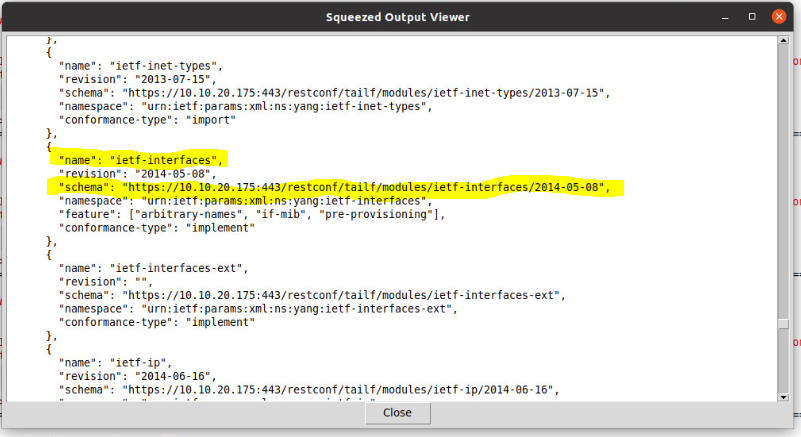 Squeezed Output Viewer
},
{
"name": "ietf-inet-types",
"revision": "2013-07-15",
"schema": "https://10.10.20.175:443/restconf/tailf/modules/ietf-inet-types/2013-07-15",
"namespace": "urn:ietf:params:xml:ns:yang:ietf-inet-types",
"conformance-type": "import"
},
{
"name": "ietf-interfaces",
"revision": "2014-05-08",
"schema": "https://10.10.20.175:443/restconf/tailf/modules/ietf-interfaces/2014-05-08",
"namespace": "urn:ietf:params:xml:ns:yang:ietf-interfaces",
"feature": ["arbitrary-names", "if-mib", "pre-provisioning"],
"conformance-type": "implement"
},
{
"name": "ietf-interfaces-ext",
"revision": "",
"schema": "https://10.10.20.175:443/restconf/tailf/modules/ietf-interfaces-ext",
"namespace": "urn:ietf:params:xml:ns:yang:ietf-interfaces-ext",
"conformance-type": "implement"
},
{
"name": "ietf-ip",
"revision": "2014-06-16",
"schema": "https://10.10.20.175:443/restconf/tailf/modules/ietf-ip/2014-06-16",
Close